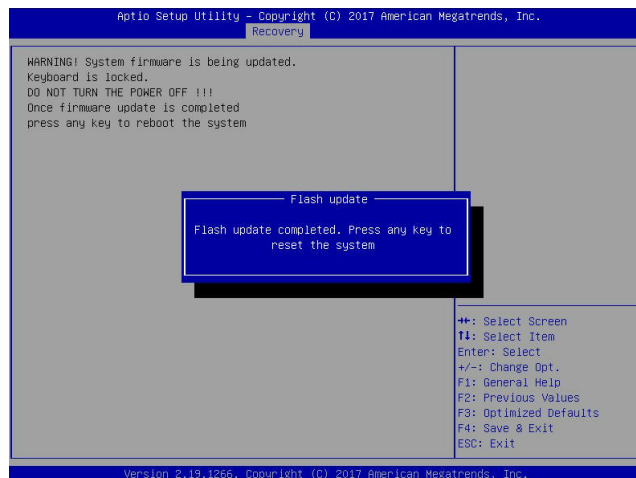 Aptio Setup Utility – Copyright (C) 2017 American Megatrends, Inc.
Recovery
WARNING! System firmware is being updated.
Keyboard is locked.
DO NOT TURN THE POWER OFF !!!
Once firmware update is completed
press any key to reboot the system
Flash update
Flash update completed. Press any key to
reset the system
→←: Select Screen
↑↓: Select Item
Enter: Select
+/-: Change Opt.
F1: General Help
F2: Previous Values
F3: Optimized Defaults
F4: Save & Exit
ESC: Exit
Version 2.19.1266. Copyright (C) 2017 American Megatrends, Inc.